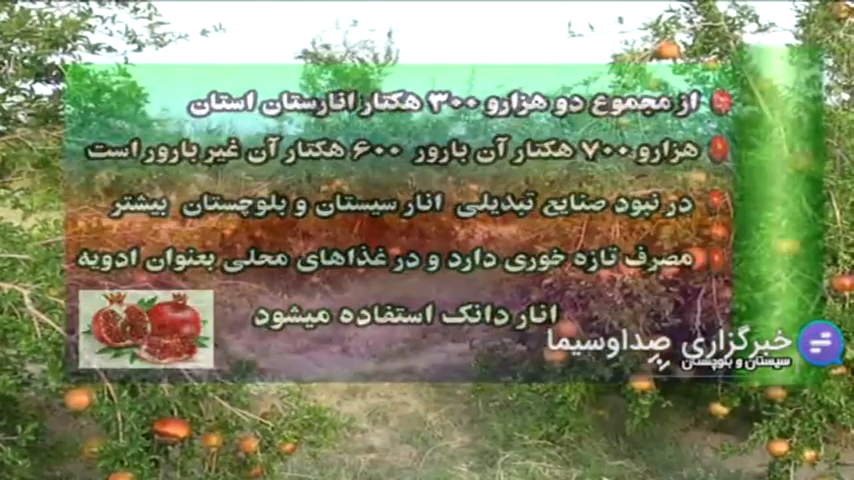 از مجموع دو هزارو ۳۰۰ هکتار انارستان استان
هزارو ۷۰۰ هکتار آن بارور ۶۰۰ هکتار آن غیر بارور است
در نبود صنایع تبدیلی انار سیستان و بلوچستان بیشتر
مصرف تازه خوری دارد و در غذاهای محلی بعنوان ادویه
انار دانک استفاده میشود
خبرگزاری صداوسیما
سیستان و بلوچستان